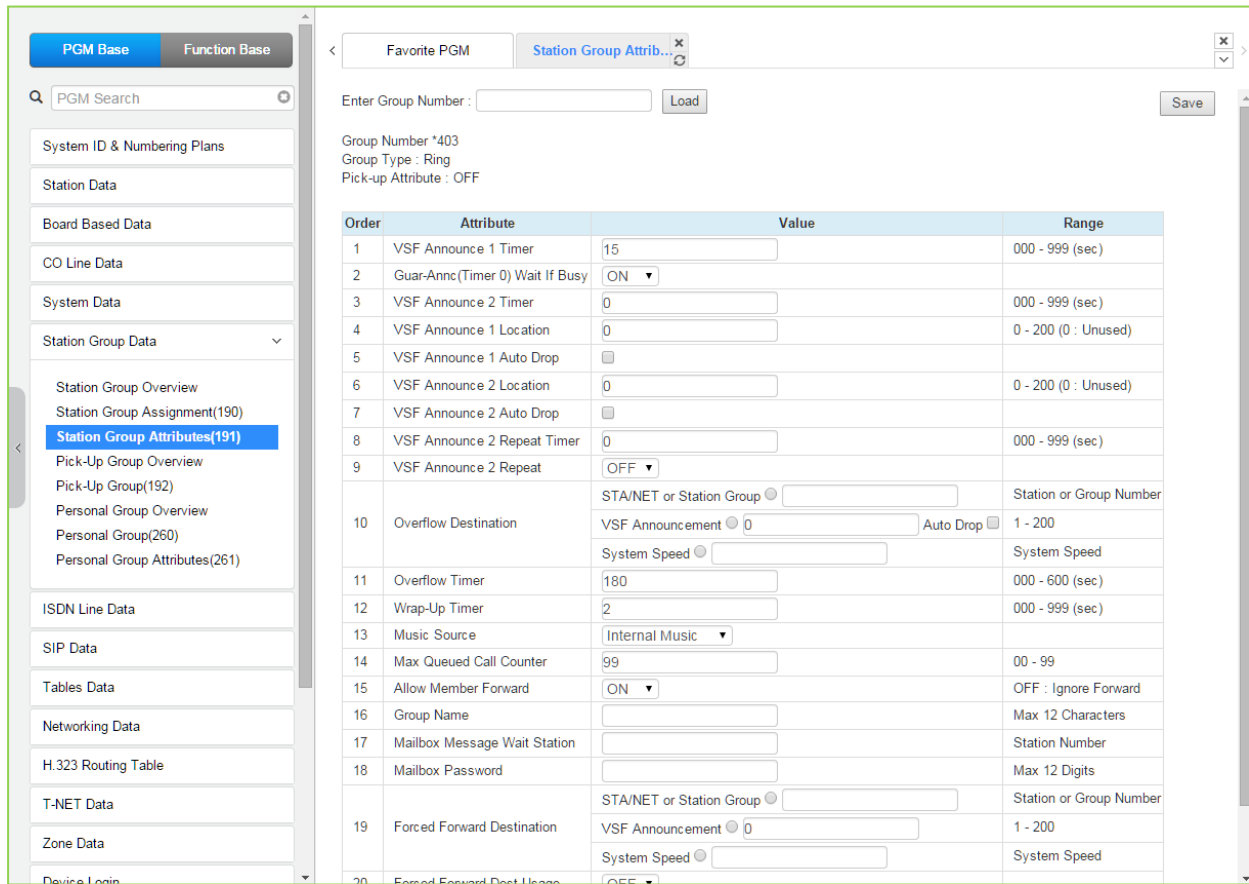 PGM Base
Function Base
PGM Search
System ID & Numbering Plans
Station Data
Board Based Data
CO Line Data
System Data
Station Group Data
Station Group Overview
Station Group Assignment(190)
Station Group Attributes(191)
Pick-Up Group Overview
Pick-Up Group(192)
Personal Group Overview
Personal Group(260)
Personal Group Attributes(261)
ISDN Line Data
SIP Data
Tables Data
Networking Data
H.323 Routing Table
T-NET Data
Zone Data
Device Login
Favorite PGM
Station Group Attrib...
Enter Group Number : Load Save
Group Number *403
Group Type : Ring
Pick-up Attribute : OFF
Order Attribute Value Range
1 VSF Announce 1 Timer 15 000 - 999 (sec)
2 Guar-Annc(Timer 0) Wait If Busy ON
3 VSF Announce 2 Timer 0 000 - 999 (sec)
4 VSF Announce 1 Location 0 0 - 200 (0 : Unused)
5 VSF Announce 1 Auto Drop
6 VSF Announce 2 Location 0 0 - 200 (0 : Unused)
7 VSF Announce 2 Auto Drop
8 VSF Announce 2 Repeat Timer 0 000 - 999 (sec)
9 VSF Announce 2 Repeat OFF
10 Overflow Destination
STA/NET or Station Group Station or Group Number
VSF Announcement 0 Auto Drop 1 - 200
System Speed System Speed
11 Overflow Timer 180 000 - 600 (sec)
12 Wrap-Up Timer 2 000 - 999 (sec)
13 Music Source Internal Music
14 Max Queued Call Counter 99 00 - 99
15 Allow Member Forward ON OFF : Ignore Forward
16 Group Name Max 12 Characters
17 Mailbox Message Wait Station Station Number
18 Mailbox Password Max 12 Digits
19 Forced Forward Destination
STA/NET or Station Group Station or Group Number
VSF Announcement 0 1 - 200
System Speed System Speed
20 Forced Forward Dest Usage OFF